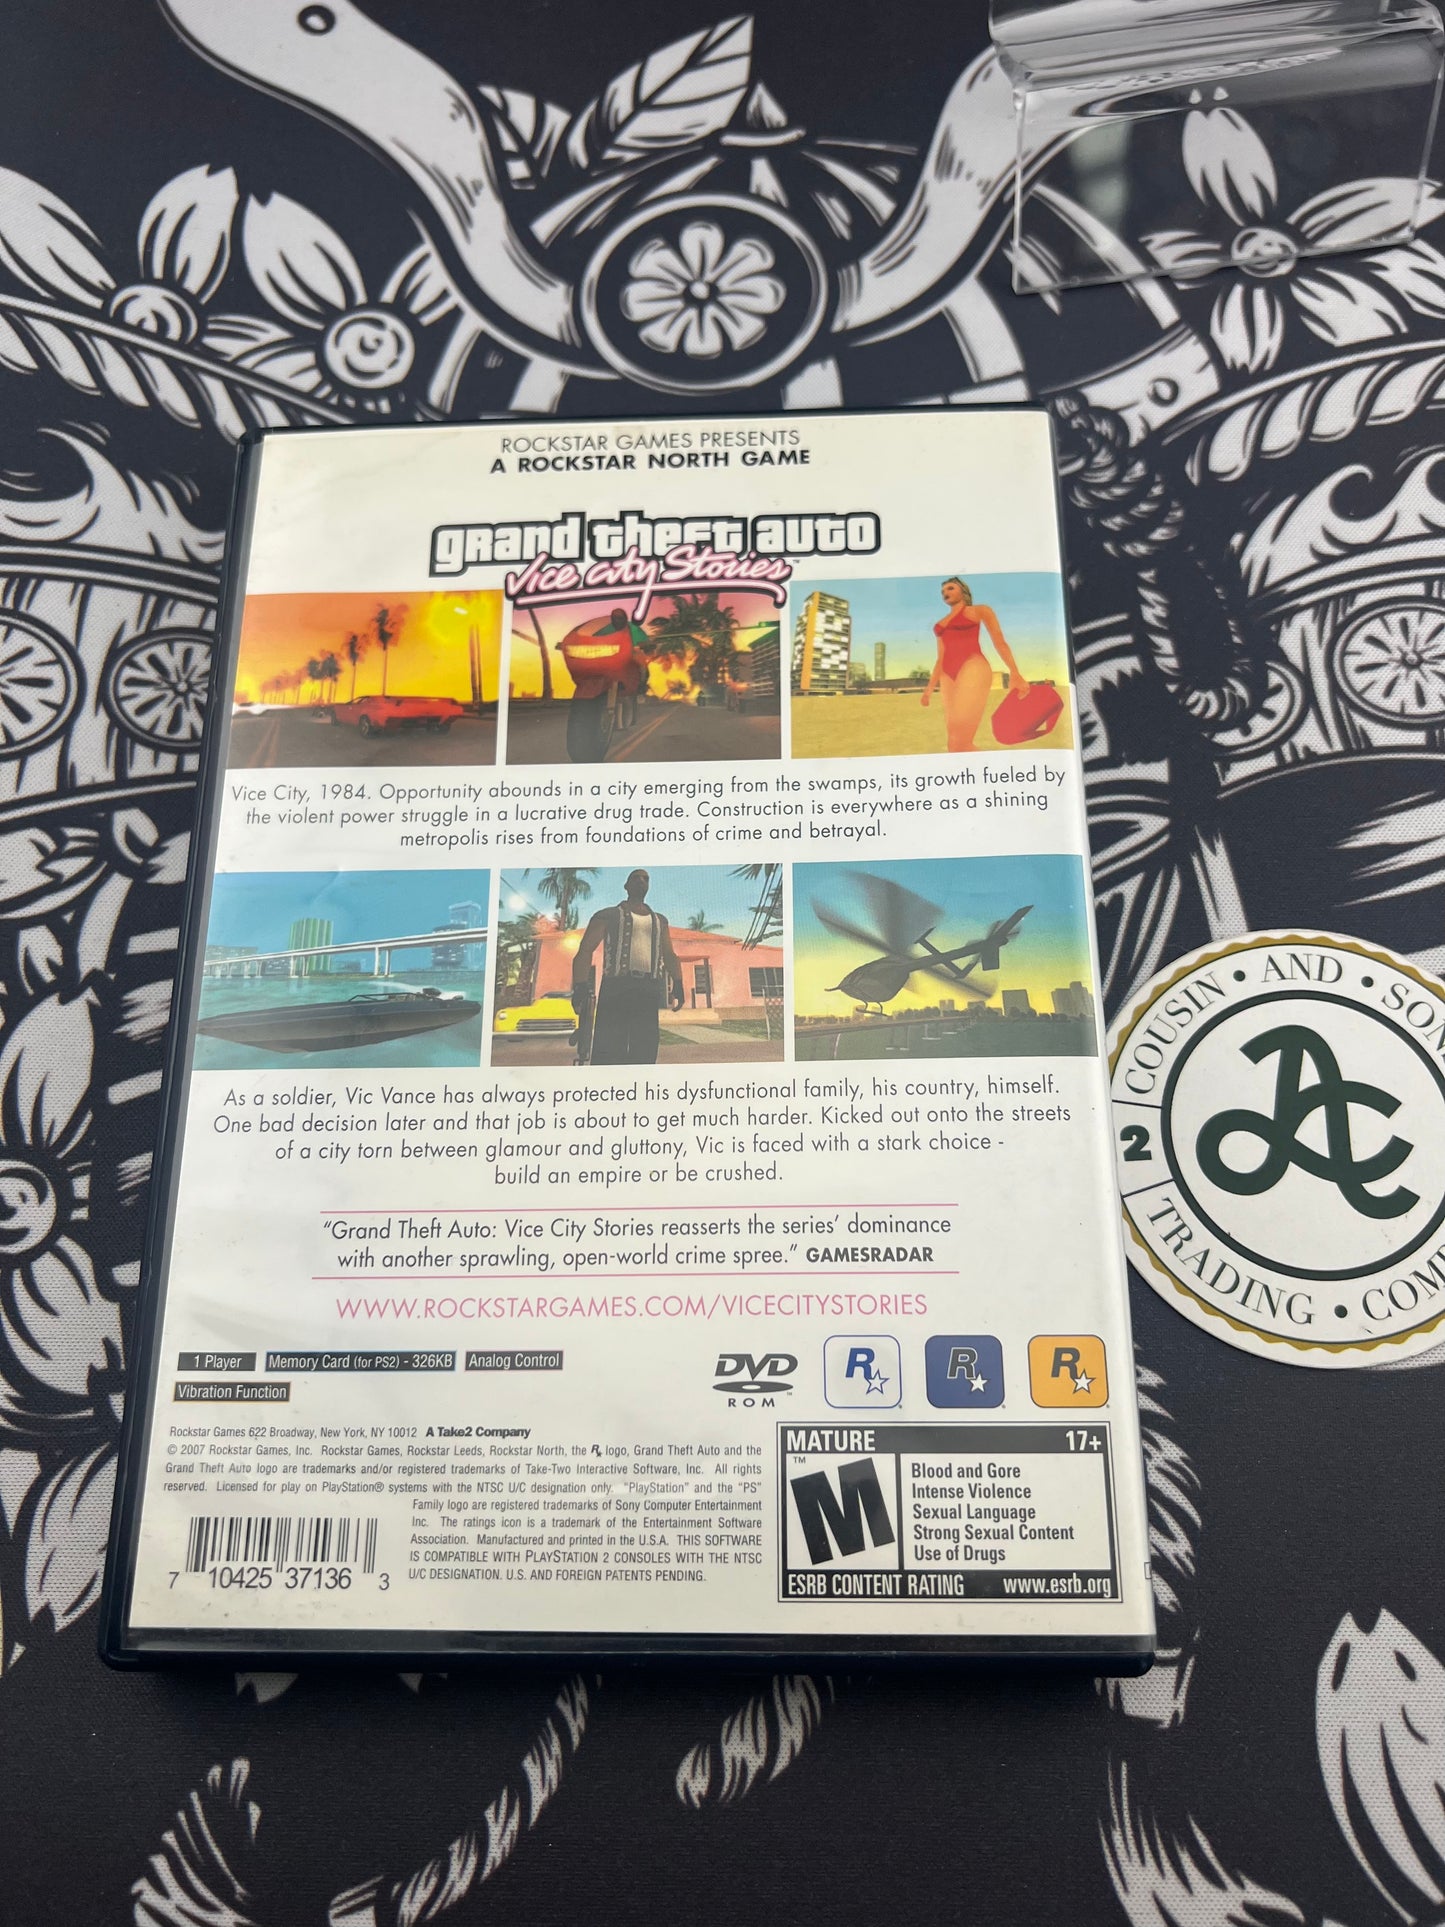 ROCKSTAR GAMES PRESENTS
A ROCKSTAR NORTH GAME
grand theft auto
Vice City Stories™
Vice City, 1984. Opportunity abounds in a city emerging from the swamps, its growth fueled by
the violent power struggle in a lucrative drug trade. Construction is everywhere as a shining
metropolis rises from foundations of crime and betrayal.
As a soldier, Vic Vance has always protected his dysfunctional family, his country, himself.
One bad decision later and that job is about to get much harder. Kicked out onto the streets
of a city torn between glamour and gluttony, Vic is faced with a stark choice -
build an empire or be crushed.
“Grand Theft Auto: Vice City Stories reasserts the series’ dominance
with another sprawling, open-world crime spree.” GAMESRADAR
WWW.ROCKSTARGAMES.COM/VICECITYSTORIES
1 Player
Memory Card (for PS2) - 326KB
Analog Control
Vibration Function
DVD
ROM
R
R
R
Rockstar Games 622 Broadway, New York, NY 10012 A Take2 Company
© 2007 Rockstar Games, Inc. Rockstar Games, Rockstar Leeds, Rockstar North, the R logo, Grand Theft Auto and the
Grand Theft Auto logo are trademarks and/or registered trademarks of Take-Two Interactive Software, Inc. All rights
reserved. Licensed for play on PlayStation® systems with the NTSC U/C designation only. "PlayStation" and the "PS"
Family logo are registered trademarks of Sony Computer Entertainment
Inc. The ratings icon is a trademark of the Entertainment Software
Association. Manufactured and printed in the U.S.A. THIS SOFTWARE
IS COMPATIBLE WITH PLAYSTATION 2 CONSOLES WITH THE NTSC
U/C DESIGNATION. U.S. AND FOREIGN PATENTS PENDING.
7 10425 37136 3
MATURE 17+
TM
M
Blood and Gore
Intense Violence
Sexual Language
Strong Sexual Content
Use of Drugs
ESRB CONTENT RATING www.esrb.org
COUSIN • AND • SON
AC
2
TRADING • COMP